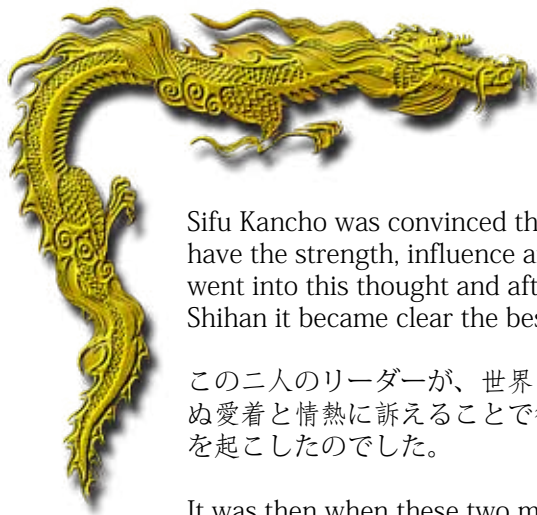 Sifu Kancho was convinced th
have the strength, influence a
went into this thought and aft
Shihan it became clear the bes
この二人のリーダーが、世界
ぬ愛着と情熱に訴えることで
を起こしたのでした。
It was then when these two m